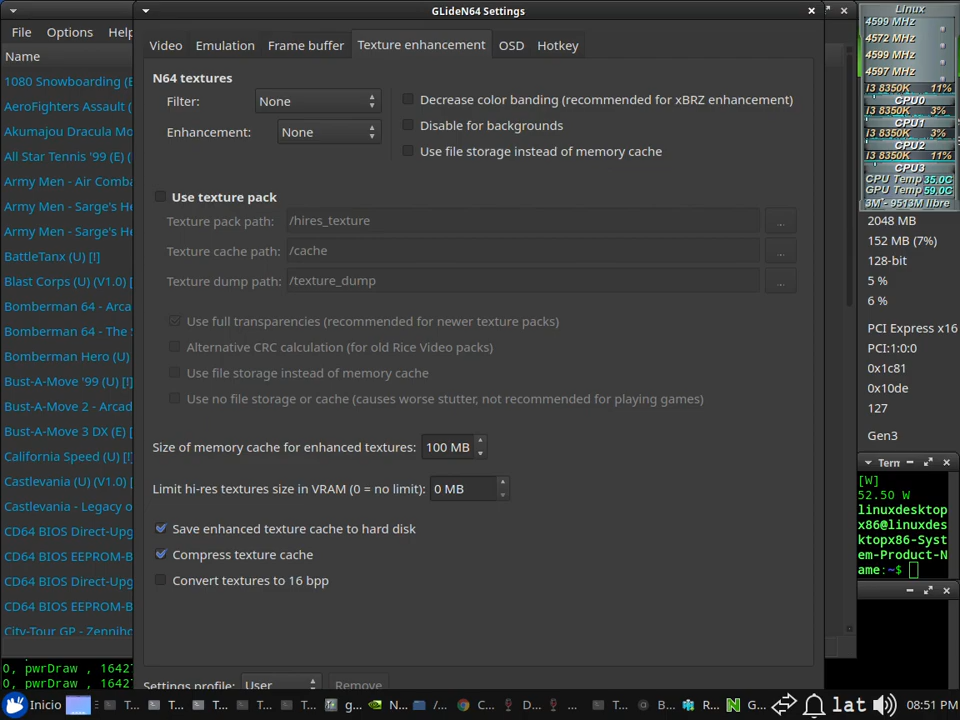 GLideN64 Settings
File Options Help
Name
1080 Snowboarding (E
AeroFighters Assault (
Akumajou Dracula Mo
All Star Tennis '99 (E) (
Army Men - Air Comba
Army Men - Sarge's He
Army Men - Sarge's He
BattleTanx (U) [!]
Blast Corps (U) (V1.0) [
Bomberman 64 - Arca
Bomberman 64 - The S
Bomberman Hero (U)
Bust-A-Move '99 (U) [!]
Bust-A-Move 2 - Arcad
Bust-A-Move 3 DX (E) [
California Speed (U) [!]
Castlevania (U) (V1.0) [
Castlevania - Legacy o
CD64 BIOS Direct-Upg
CD64 BIOS EEPROM-B
CD64 BIOS Direct-Upg
CD64 BIOS EEPROM-B
City-Tour GP - Zennihο
0, pwrDraw , 16427
0, pwrDraw , 16427
Video Emulation Frame buffer Texture enhancement OSD Hotkey
N64 textures
Filter: None
Enhancement: None
Decrease color banding (recommended for xBRZ enhancement)
Disable for backgrounds
Use file storage instead of memory cache
Use texture pack
Texture pack path: /hires_texture ...
Texture cache path: /cache ...
Texture dump path: /texture_dump ...
Use full transparencies (recommended for newer texture packs)
Alternative CRC calculation (for old Rice Video packs)
Use file storage instead of memory cache
Use no file storage or cache (causes worse stutter, not recommended for playing games)
Size of memory cache for enhanced textures: 100 MB
Limit hi-res textures size in VRAM (0 = no limit): 0 MB
Save enhanced texture cache to hard disk
Compress texture cache
Convert textures to 16 bpp
Settings profile: User Remove
Linux
4599 MHz
4572 MHz
4599 MHz
4597 MHz
I3 8350K 11%
CPU0
I3 8350K 3%
CPU1
I3 8350K 3%
CPU2
I3 8350K 11%
CPU3
CPU Temp 35.0C
GPU Temp 59.0C
3M - 9513M libre
2048 MB
152 MB (7%)
128-bit
5 %
6 %
PCI Express x16
PCI:1:0:0
0x1c81
0x10de
127
Gen3
Term
[W]
52.50 W
linuxdesktop
x86@linuxdes
ktopx86-Syst
em-Product-N
ame:~$
Inicio T... T... T... T... T... g... N... /... C... D... ... T... B... R... G... lat 08:51 PM